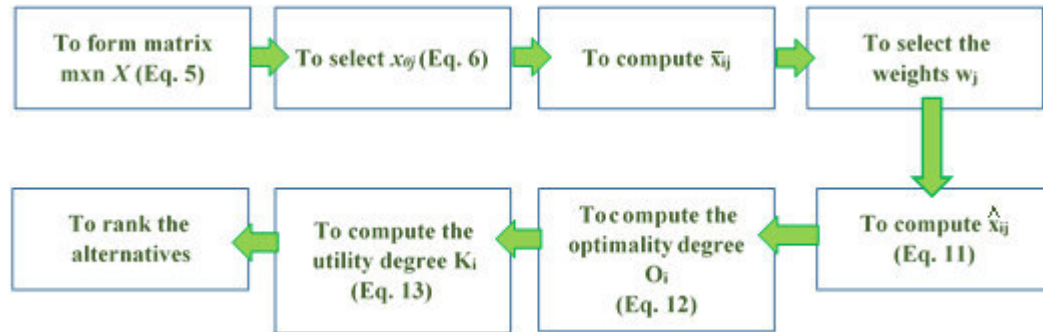 To form matrix
mxn X (Eq. 5)
To select x₀ⱼ (Eq. 6)
To compute x̄ᵢⱼ
To select the
weights wⱼ
To compute x̂ᵢⱼ
(Eq. 11)
To compute the
optimality degree
Oᵢ
(Eq. 12)
To compute the
utility degree Kᵢ
(Eq. 13)
To rank the
alternatives